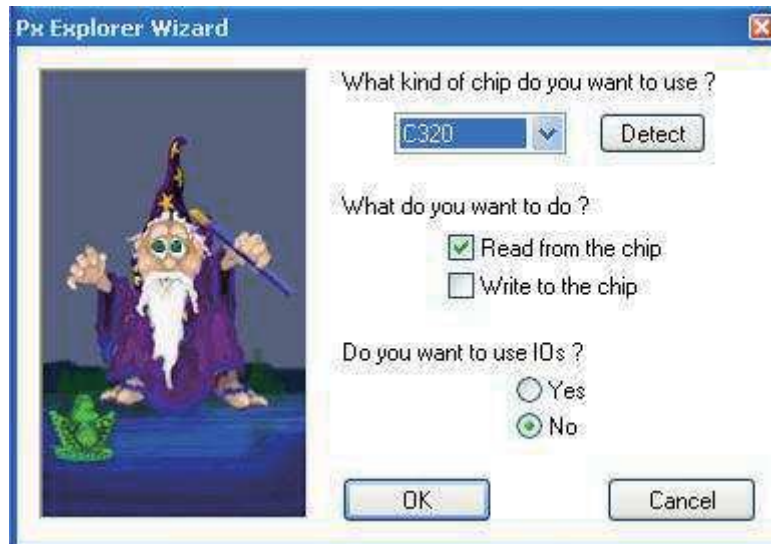 Px Explorer Wizard
What kind of chip do you want to use ?
C320
Detect
What do you want to do ?
Read from the chip
Write to the chip
Do you want to use IOs ?
Yes
No
OK
Cancel